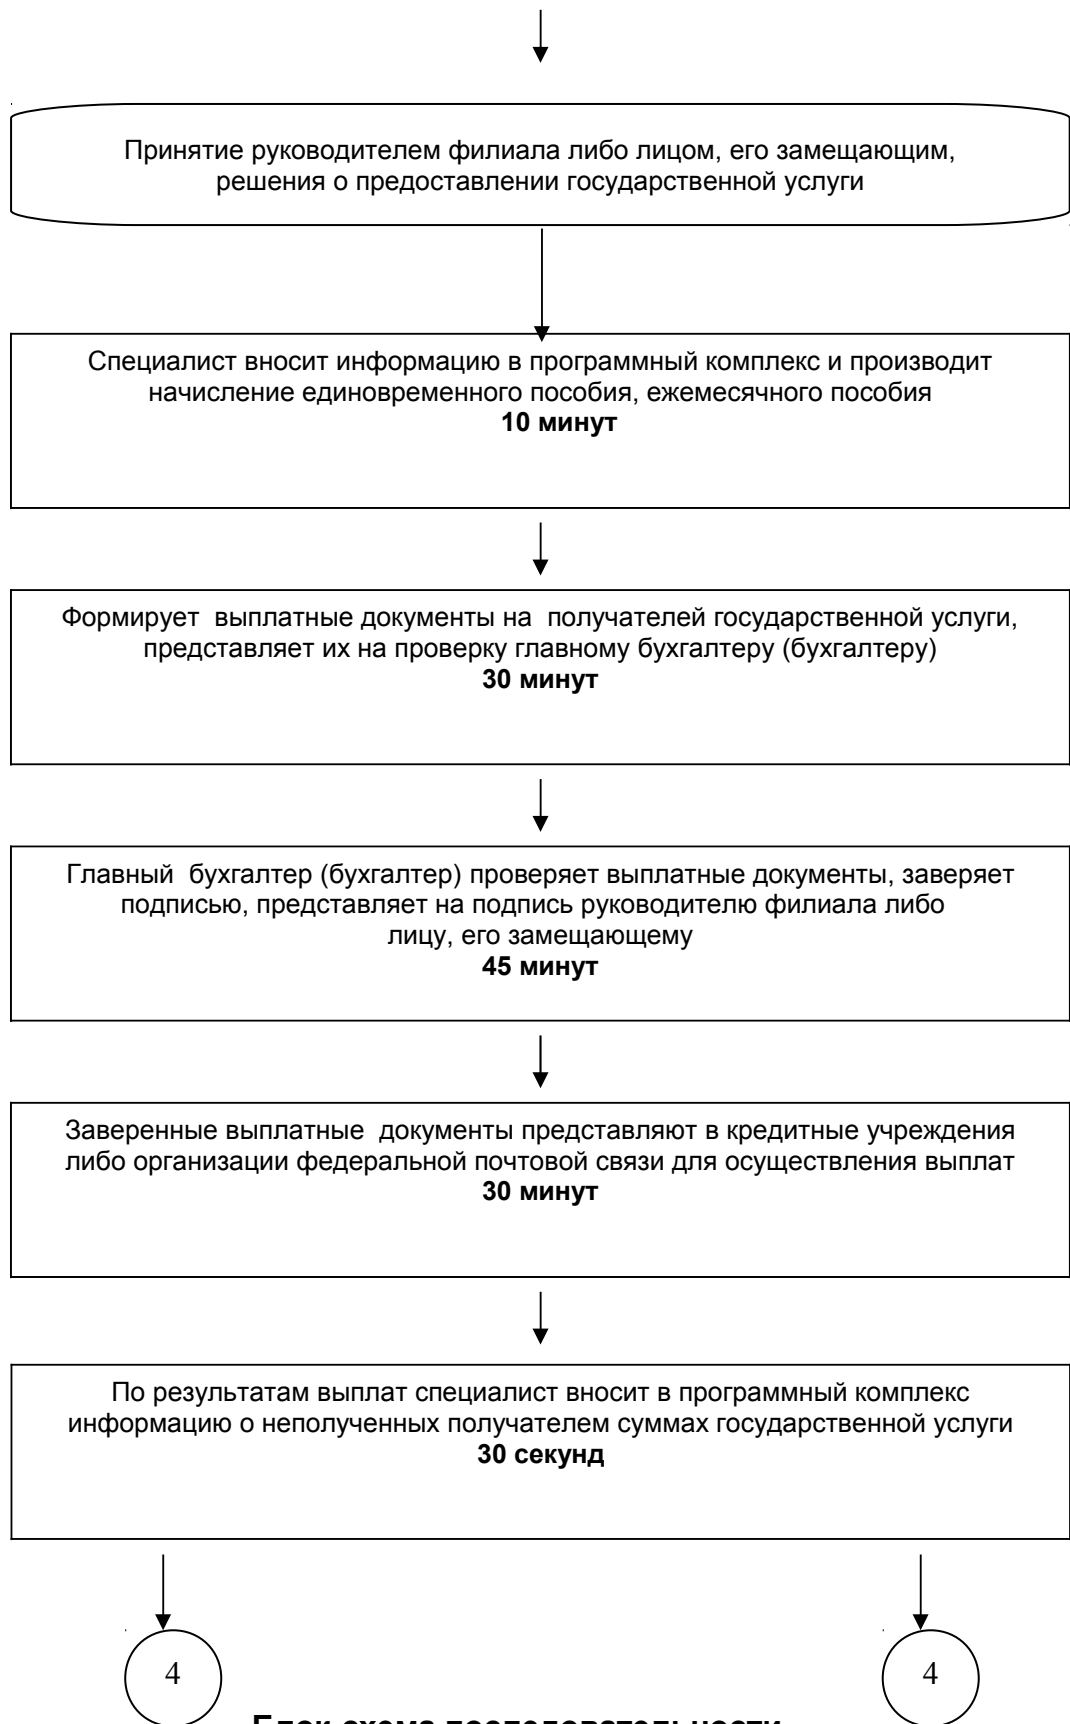 Принятие руководителем филиала либо лицом, его замещающим,
решения о предоставлении государственной услуги
Специалист вносит информацию в программный комплекс и производит
начисление единовременного пособия, ежемесячного пособия
10 минут
Формирует выплатные документы на получателей государственной услуги,
представляет их на проверку главному бухгалтеру (бухгалтеру)
30 минут
Главный бухгалтер (бухгалтер) проверяет выплатные документы, заверяет
подписью, представляет на подпись руководителю филиала либо
лицу, его замещающему
45 минут
Заверенные выплатные документы представляют в кредитные учреждения
либо организации федеральной почтовой связи для осуществления выплат
30 минут
По результатам выплат специалист вносит в программный комплекс
информацию о неполученных получателем суммах государственной услуги
30 секунд
4 4
Блок-схема последовательности